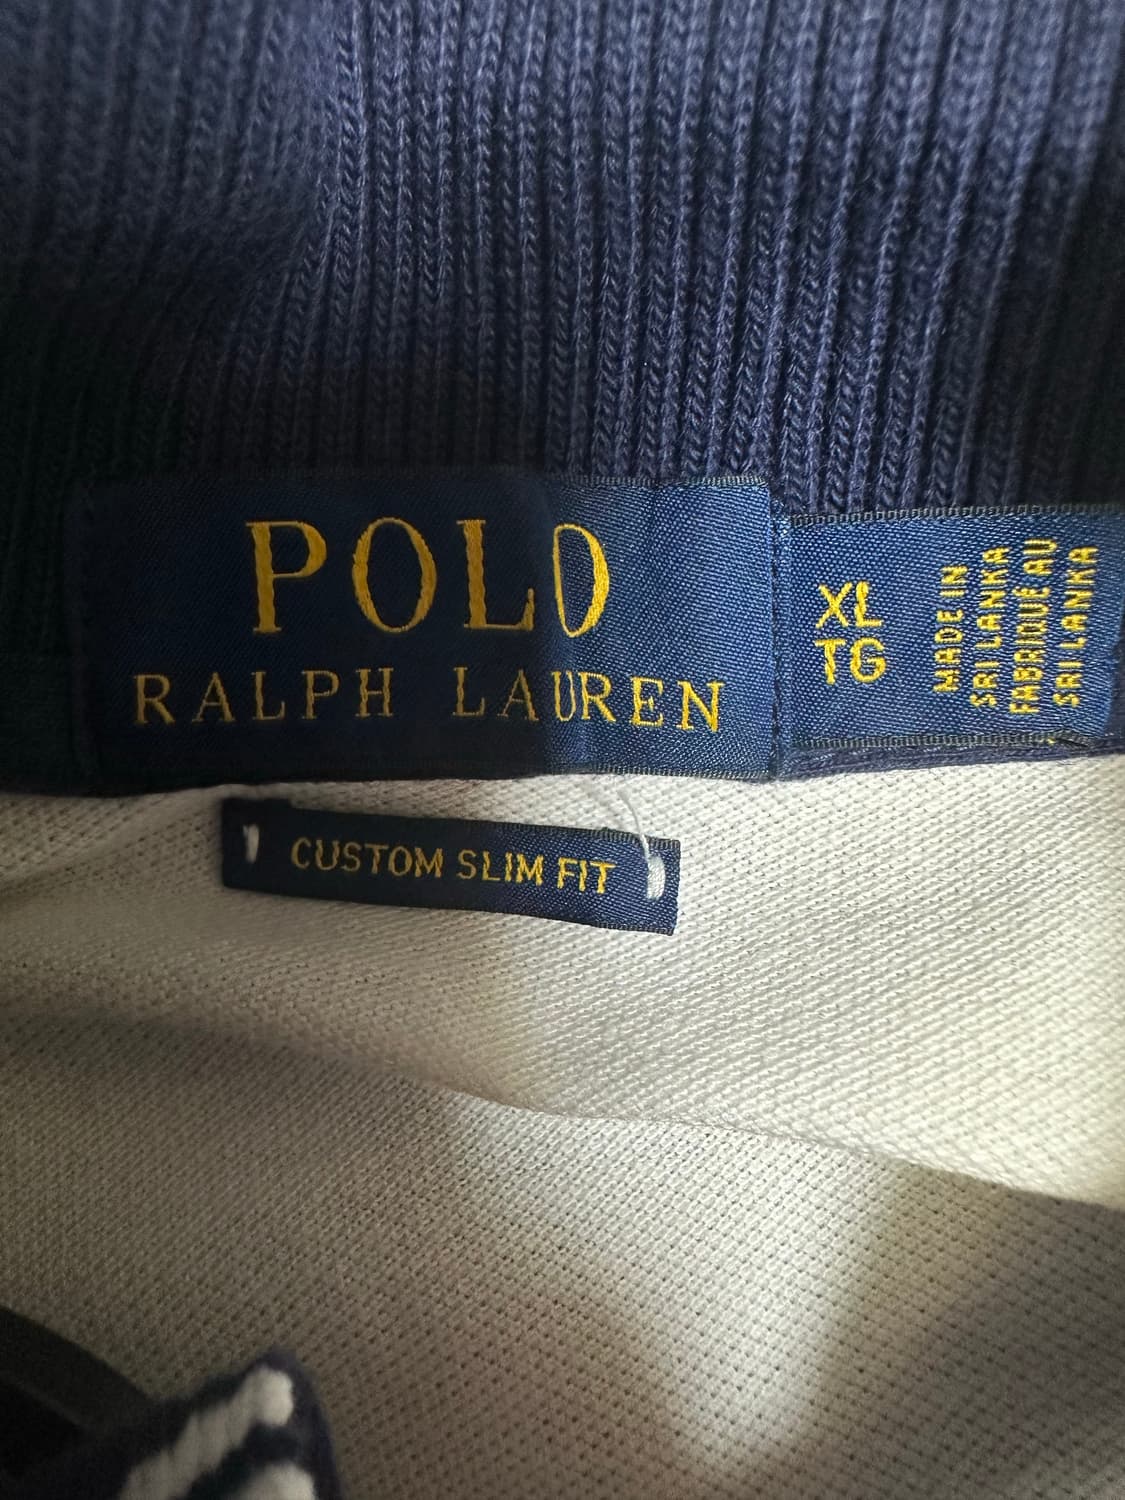 POLO
RALPH LAUREN
XL
TG
MADE IN
SRI LANKA
FABRIQUÉ AU
SRI LANKA
CUSTOM SLIM FIT